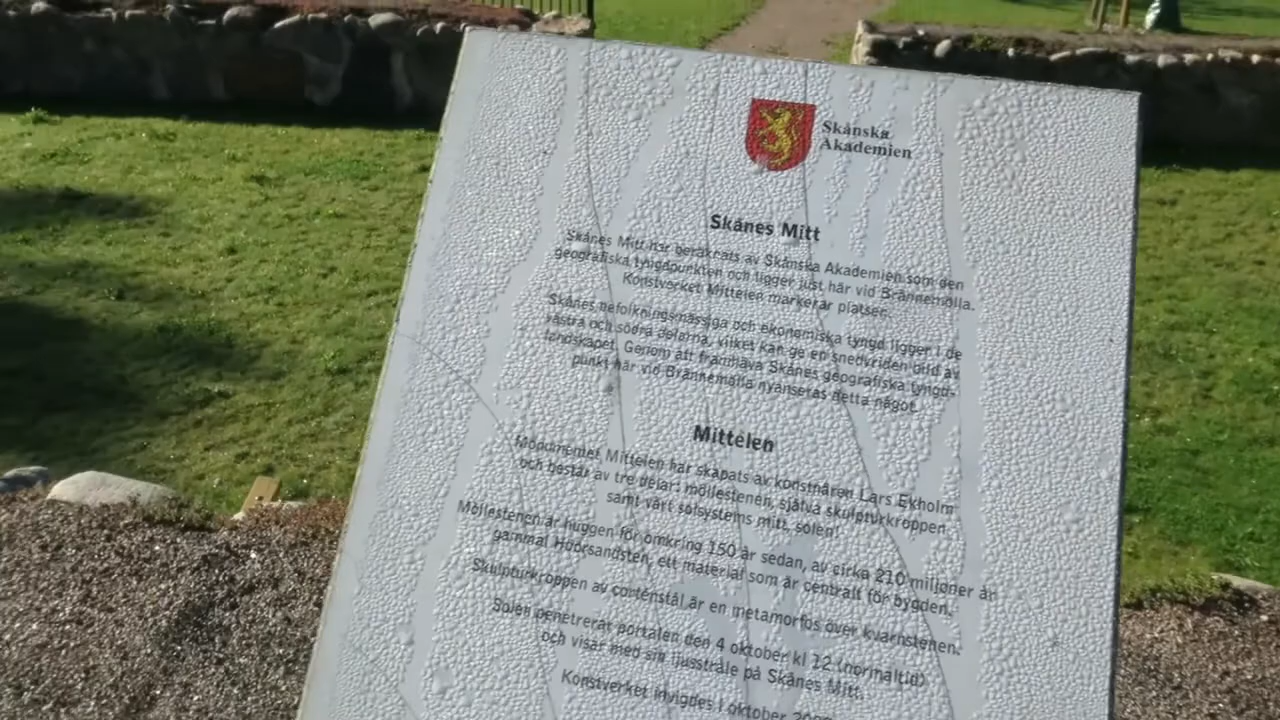 Skånska
Akademien
Skånes Mitt
Skånes Mitt har beräknats av Skånska Akademien som den
geografiska tyngdpunkten och ligger just här vid Brännemölla.
Konstverket Mittelen markerar platsen.
Skånes befolkningsmässiga och ekonomiska tyngd ligger i de
västra och södra delarna, vilket kan ge en snedvriden bild av
landskapet. Genom att framhäva Skånes geografiska tyngd-
punkt här vid Brännemölla nyanseras detta något.
Mittelen
Monumentet Mittelen har skapats av konstnären Lars Ekholm
och består av tre delar: möllestenen, själva skulpturkroppen
samt vårt solsystems mitt, solen!
Möllestenen är huggen för omkring 150 år sedan, av cirka 210 miljoner år
gammal Höörsandsten, ett material som är centralt för bygden.
Skulpturkroppen av cortenstål är en metamorfos över kvarnstenen.
Solen penetrerar portalen den 4 oktober kl 12 (normaltid)
och visar med sin ljusstråle på Skånes Mitt.
Konstverket invigdes i oktober